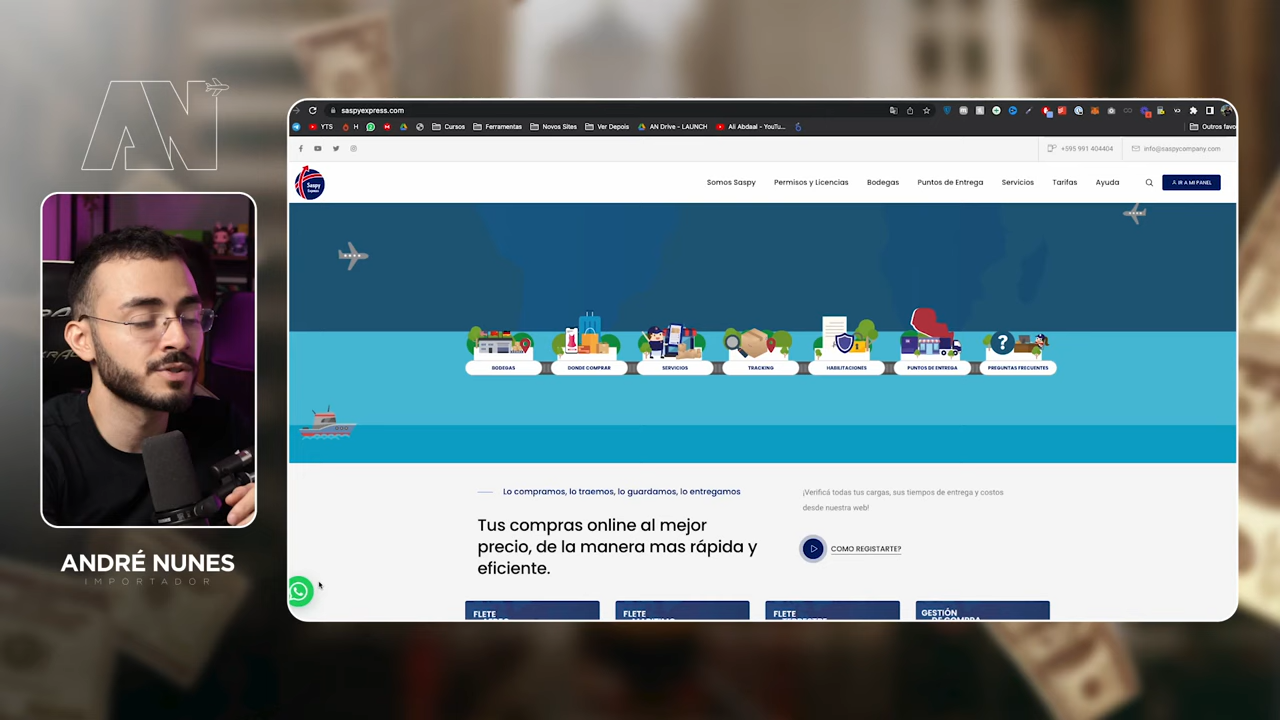 AN
saspyexpress.com
YTS
H
Cursos
Ferramentas
Novos Sites
Ver Depois
AN Drive - LAUNCH
Ali Abdaal - YouTu...
Outros favo
+595 991 404404
info@saspycompany.com
Saspy
Express
Somos Saspy
Permisos y Licencias
Bodegas
Puntos de Entrega
Servicios
Tarifas
Ayuda
IR A MI PANEL
BODEGAS
DONDE COMPRAR
SERVICIOS
TRACKING
HABILITACIONES
PUNTOS DE ENTREGA
PREGUNTAS FRECUENTES
Lo compramos, lo traemos, lo guardamos, lo entregamos
Tus compras online al mejor
precio, de la manera mas rápida y
eficiente.
¡Verificá todas tus cargas, sus tiempos de entrega y costos
desde nuestra web!
COMO REGISTARTE?
FLETE
FLETE
FLETE
GESTIÓN
DE COMPRA
ANDRÉ NUNES
IMPORTADOR